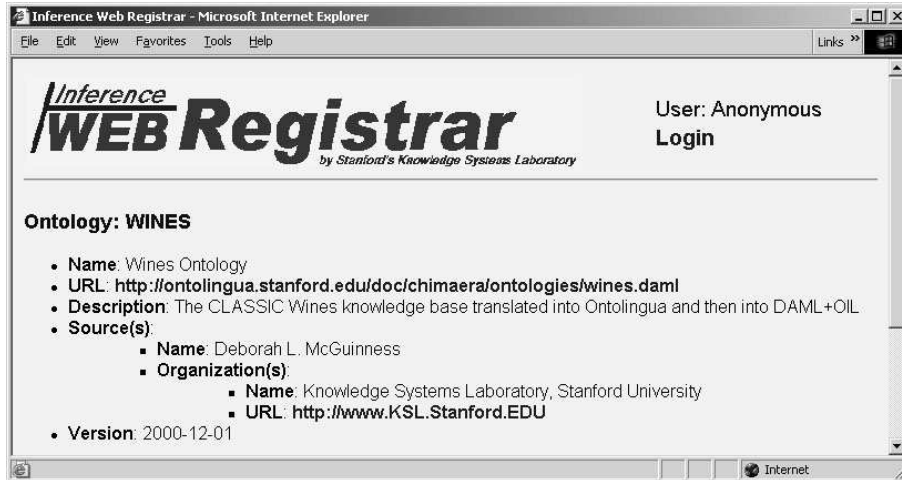 Inference Web Registrar - Microsoft Internet Explorer
File Edit View Favorites Tools Help Links »
Inference
WEB Registrar
by Stanford's Knowledge Systems Laboratory
User: Anonymous
Login
Ontology: WINES
• Name: Wines Ontology
• URL: http://ontolingua.stanford.edu/doc/chimaera/ontologies/wines.daml
• Description: The CLASSIC Wines knowledge base translated into Ontolingua and then into DAML+OIL
• Source(s):
▪ Name: Deborah L. McGuinness
▪ Organization(s):
▪ Name: Knowledge Systems Laboratory, Stanford University
▪ URL: http://www.KSL.Stanford.EDU
• Version: 2000-12-01
Internet